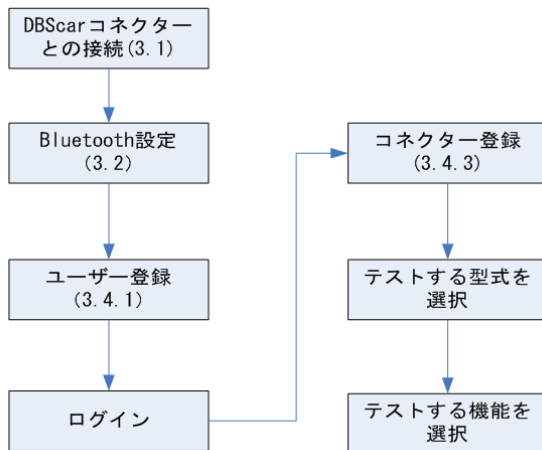 DBScarコネクター
との接続(3.1)
Bluetooth設定
(3.2)
ユーザー登録
(3.4.1)
ログイン
コネクター登録
(3.4.3)
テストする型式を
選択
テストする機能を
選択